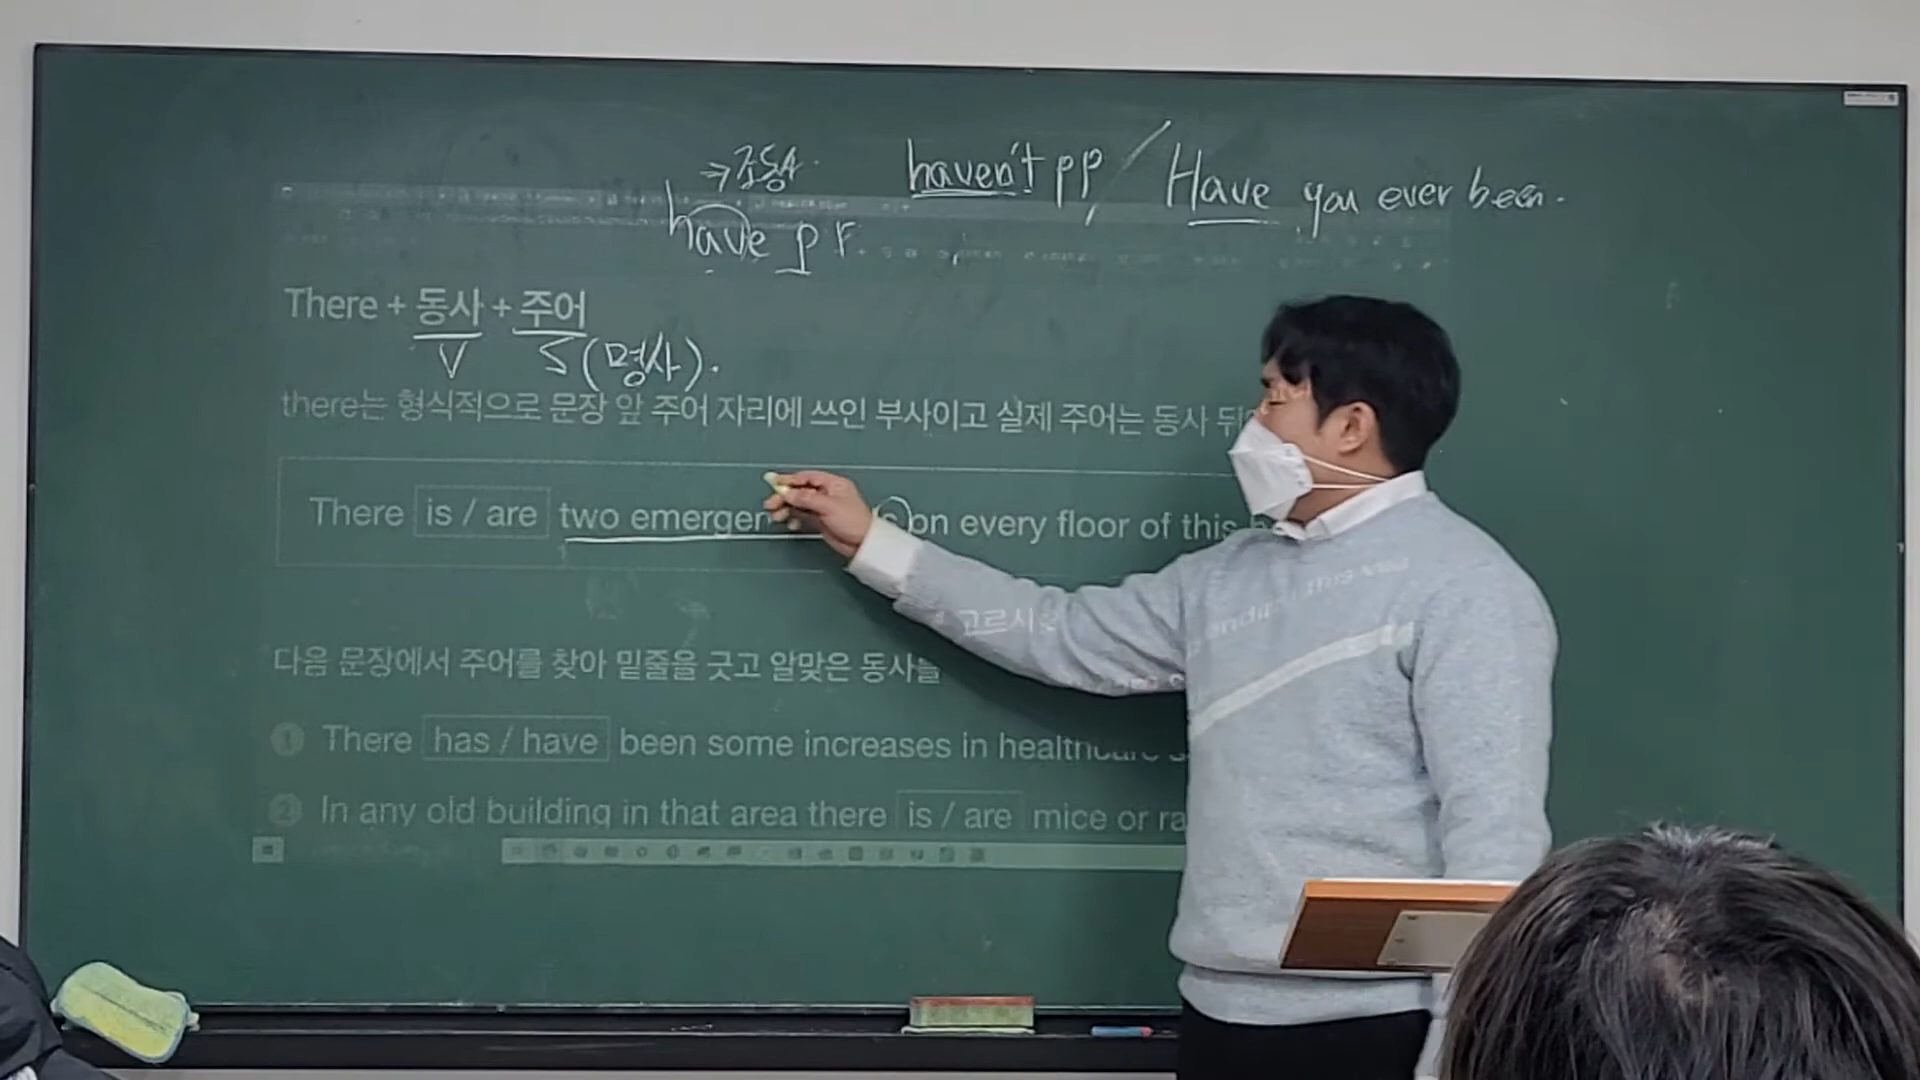 ⇒조동사. haven't pp / Have you ever been.
have p.p.
There + 동사 + 주어
V S (명사).
there는 형식적으로 문장 앞 주어 자리에 쓰인 부사이고 실제 주어는 동사
There is / are two on every floor of this
고르시
다음 문장에서 주어를 찾아 밑줄을 긋고 알맞은 동사를
1 There has / have been some increases in healthcare
2 In any old building in that area there is / are mice or